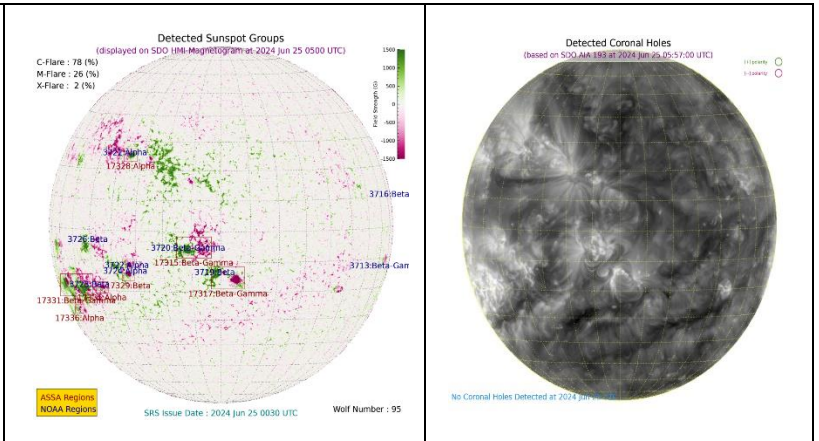 Detected Sunspot Groups
(displayed on SDO HMI-Magnetogram at 2024 Jun 25 0500 UTC)
C-Flare : 78 (%)
M-Flare : 26 (%)
X-Flare : 2 (%)
1500
1000
500
0
-500
-1000
-1500
Field Strength (G)
Alpha
17328:Alpha
3716:Beta
3720:Beta-Gamma
17315:Beta-Gamma
3719:Beta
3713:Beta-Gam
17329:Beta
17317:Beta-Gamma
17331:Beta-Gamma
17336:Alpha
ASSA Regions
NOAA Regions
SRS Issue Date : 2024 Jun 25 0030 UTC
Wolf Number : 95
Detected Coronal Holes
(based on SDO AIA 193 at 2024 Jun 25 05:57:00 UTC)
(+)polarity
(-)polarity
No Coronal Holes Detected at 2024 Jun